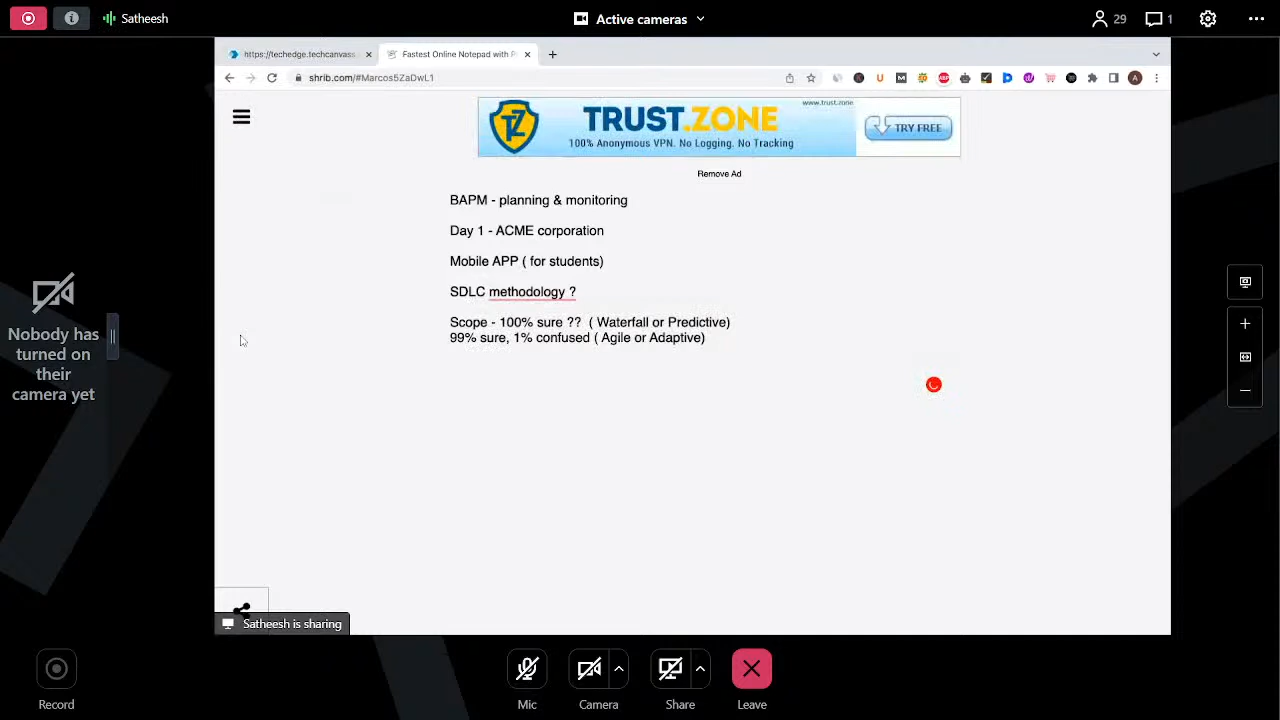 Satheesh
Active cameras
29
1
https://techedge.techcanvass
Fastest Online Notepad with P
shrib.com/#Marcos5ZaDwL1
TRUST.ZONE
www.trust.zone
100% Anonymous VPN. No Logging. No Tracking
TRY FREE
Remove Ad
BAPM - planning & monitoring
Day 1 - ACME corporation
Mobile APP ( for students)
SDLC methodology ?
Scope - 100% sure ?? ( Waterfall or Predictive)
99% sure, 1% confused ( Agile or Adaptive)
Nobody has
turned on
their
camera yet
Satheesh is sharing
Record
Mic
Camera
Share
Leave